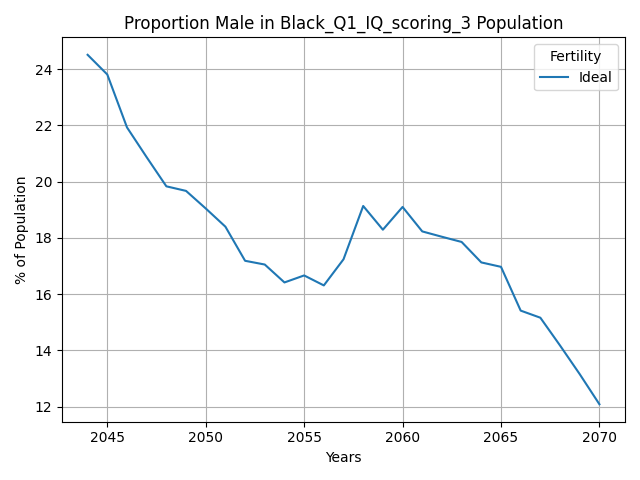 Proportion Male in Black_Q1_IQ_scoring_3 Population
Fertility
Ideal
% of Population
24
22
20
18
16
14
12
2045 2050 2055 2060 2065 2070
Years